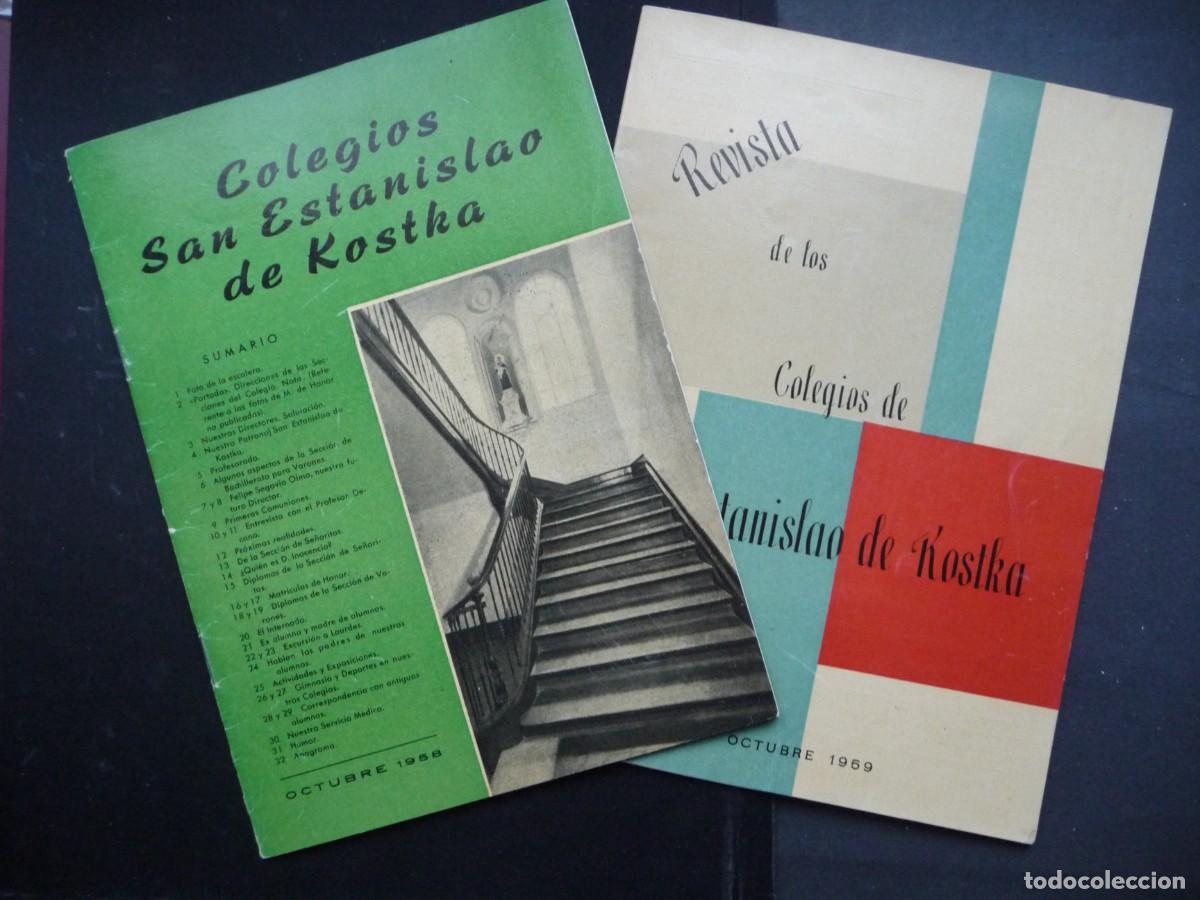 Colegios
San Estanislao
de Kostka
SUMARIO
1 Foto de la escalera.
2 «Portada». Direcciones de las Sec-
ciones del Colegio. Nota. (Refe-
rente a las fotos de M. de Honor
no publicadas).
3 Nuestros Directores. Salutación.
4 Nuestro Patrono, San Estanislao de
Kostka.
5 Profesorado.
6 Algunos aspectos de la Sección de
Bachillerato para Varones.
7 y 8 Felipe Segovia Olmo, nuestro fu-
turo Director.
9 Primeras Comuniones.
10 y 11 Entrevista con el Profesor De-
cano.
12 Próximas realidades.
13 De la Sección de Señoritas.
14 ¿Quién es D. Inocencio?
15 Diplomas de la Sección de Señori-
tas.
16 y 17 Matrículas de Honor.
18 y 19 Diplomas de la Sección de Va-
rones.
20 El Internado.
21 Ex alumna y madre de alumnos.
22 y 23 Excursión a Lourdes.
24 Hablan los padres de nuestros
alumnos.
25 Actividades y Exposiciones.
26 y 27 Gimnasia y Deportes en nues-
tros Colegios.
28 y 29 Correspondencia con antiguos
alumnos.
30 Nuestro Servicio Médico.
31 Humor.
32 Anagrama.
OCTUBRE 1958
Revista
de los
Colegios de
tanislao de Kostka
OCTUBRE 1959
todocoleccion